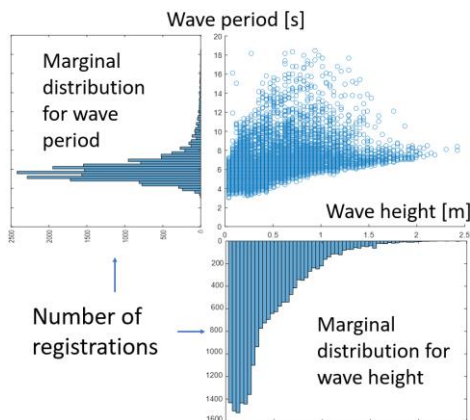 Wave period [s]
Marginal
distribution
for wave
period
20
18
16
14
12
10
8
6
4
2
0
Wave height [m]
2500
2000
1500
1000
500
0
0
0.5
1
1.5
2
2.5
0
200
400
600
800
1000
1200
1400
1600
Number of
registrations
Marginal
distribution for
wave height